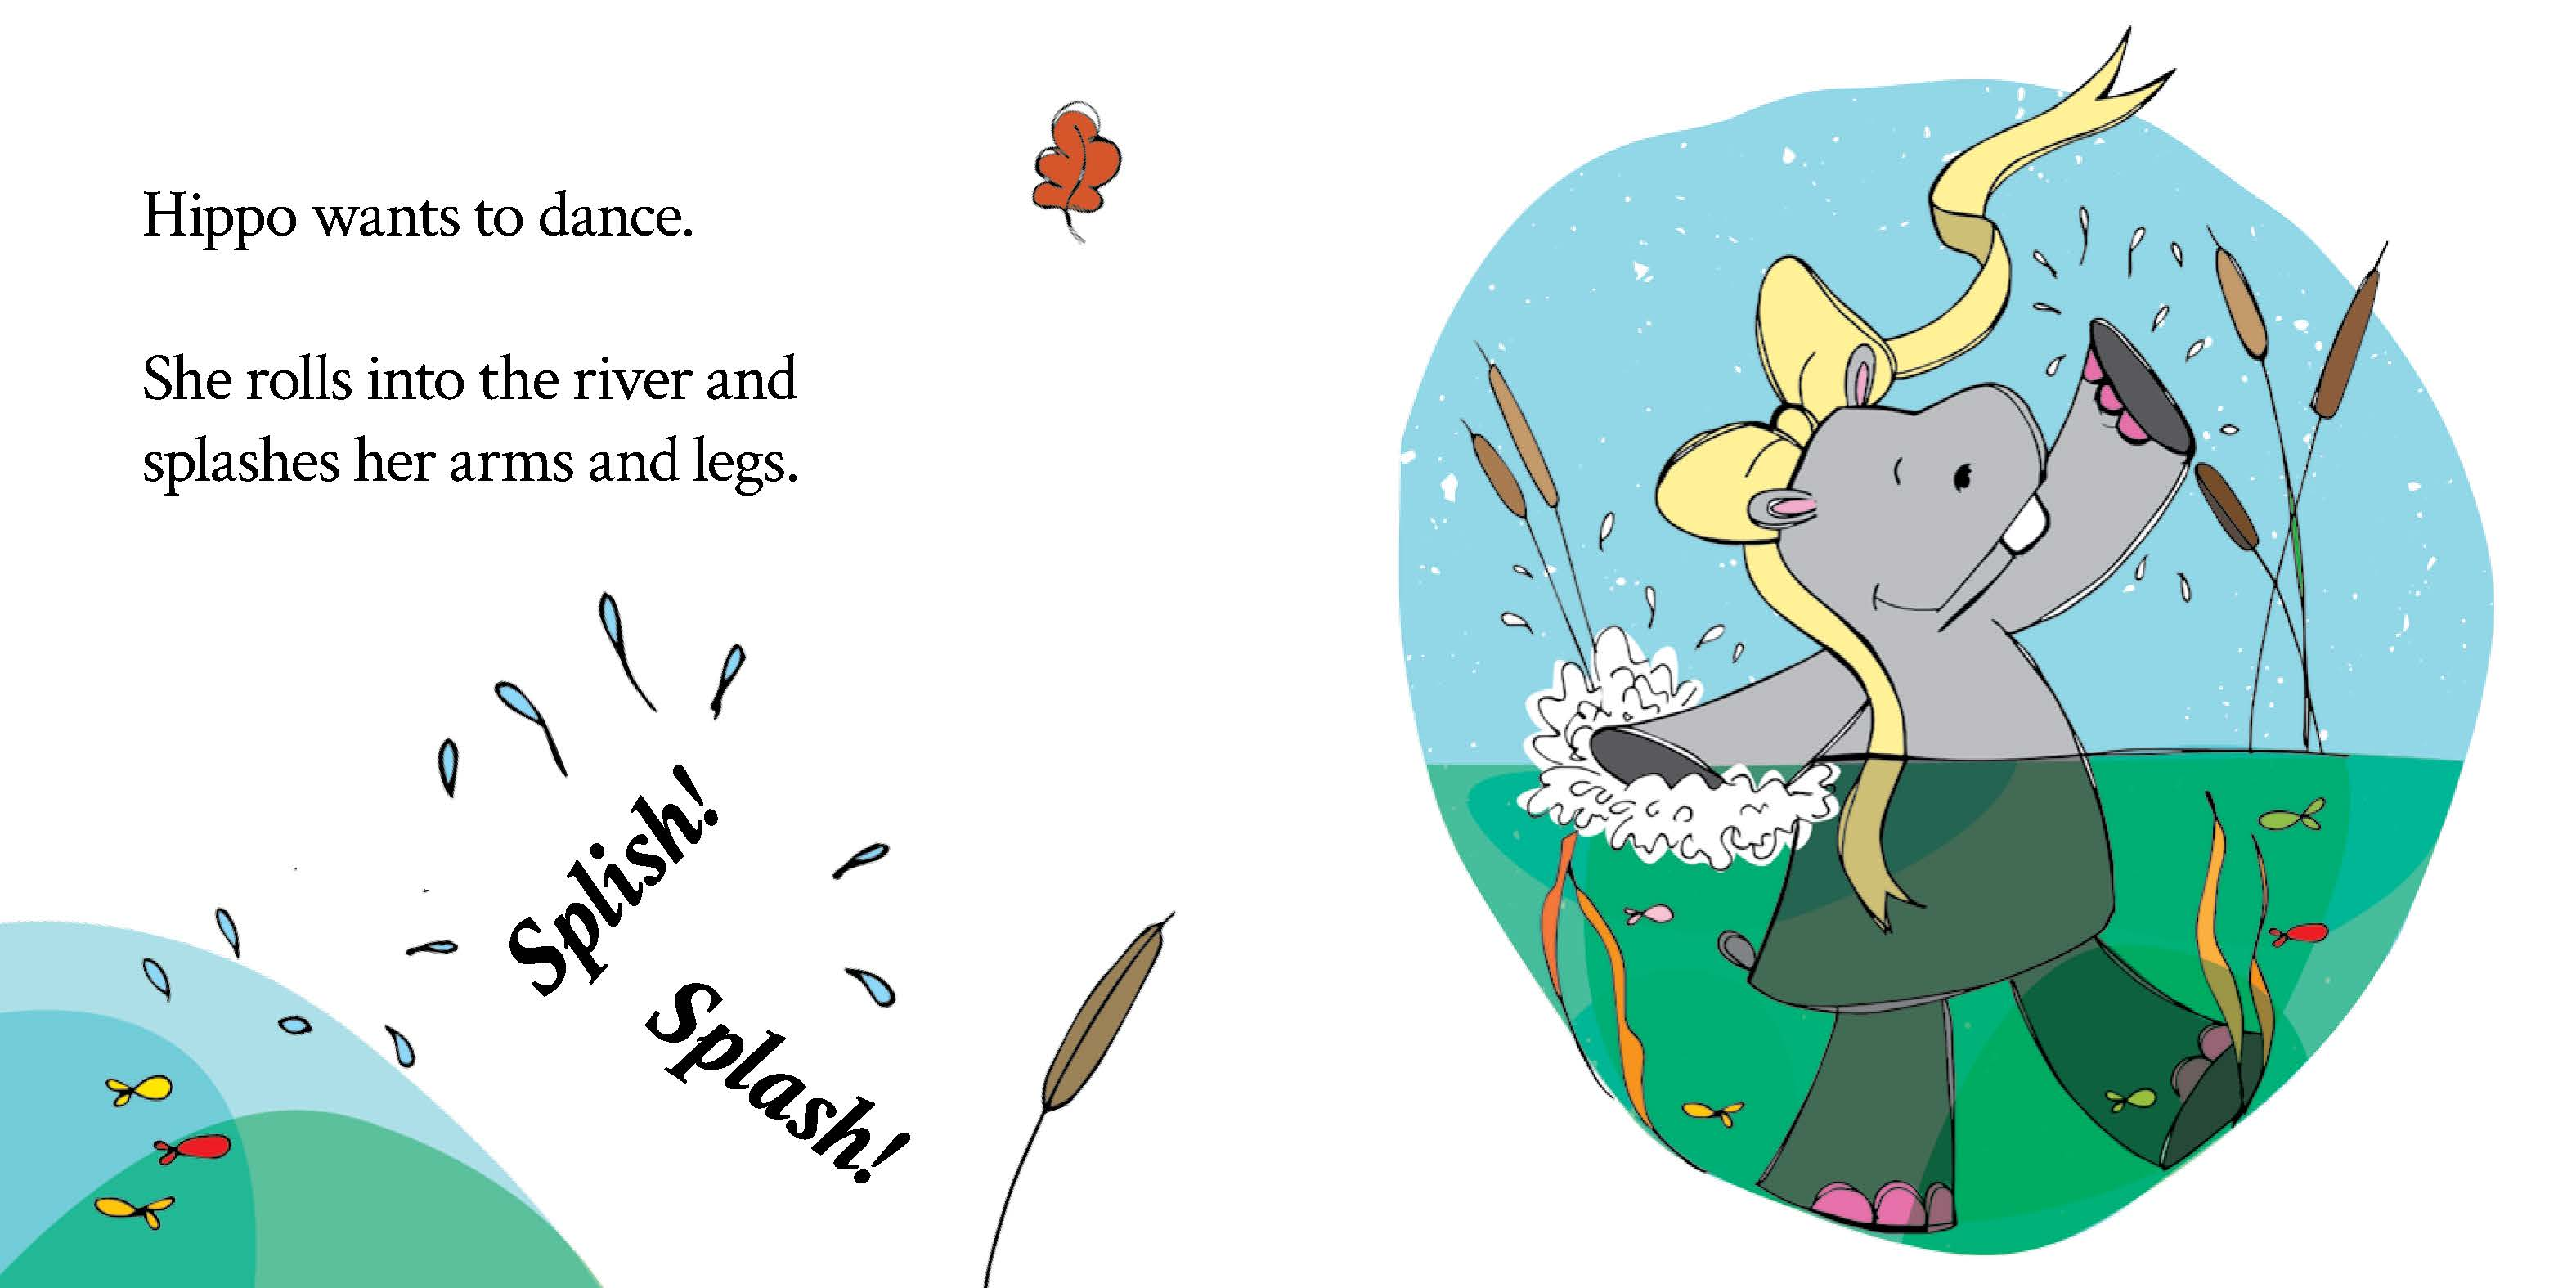 Hippo wants to dance.
She rolls into the river and
splashes her arms and legs.
Splish!
Splash!